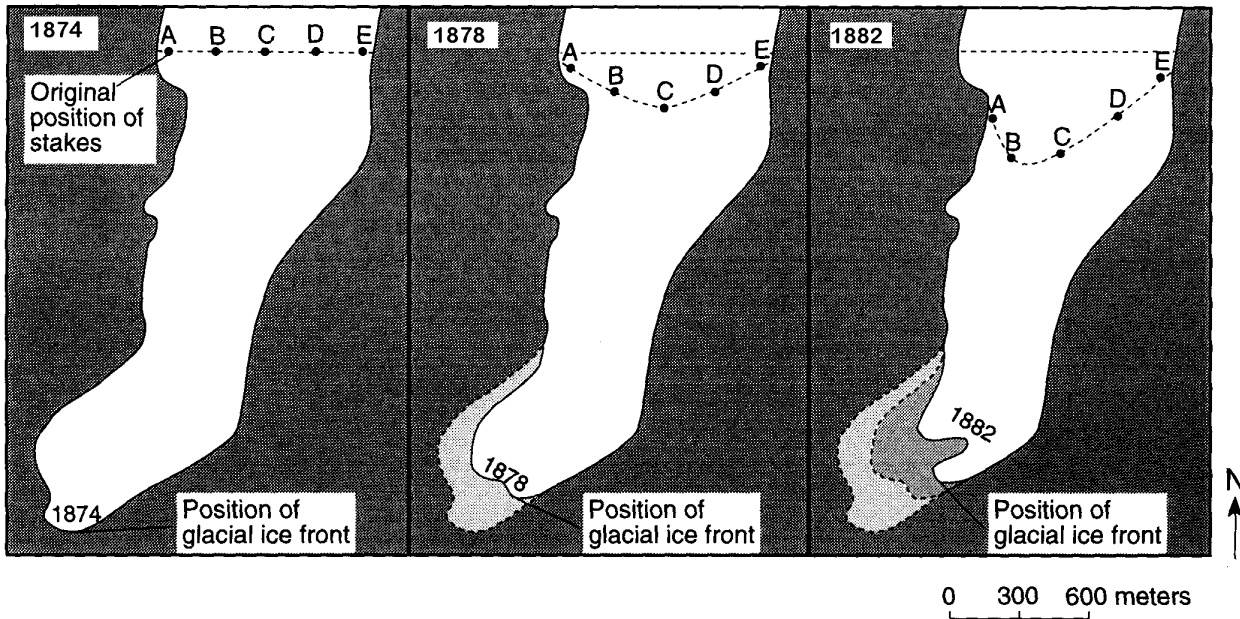 1874
A B C D E
Original
position of
stakes
1874
Position of
glacial ice front
1878
A
B
C
D
E
1878
Position of
glacial ice front
1882
A
B
C
D
E
1882
Position of
glacial ice front
N
0 300 600 meters